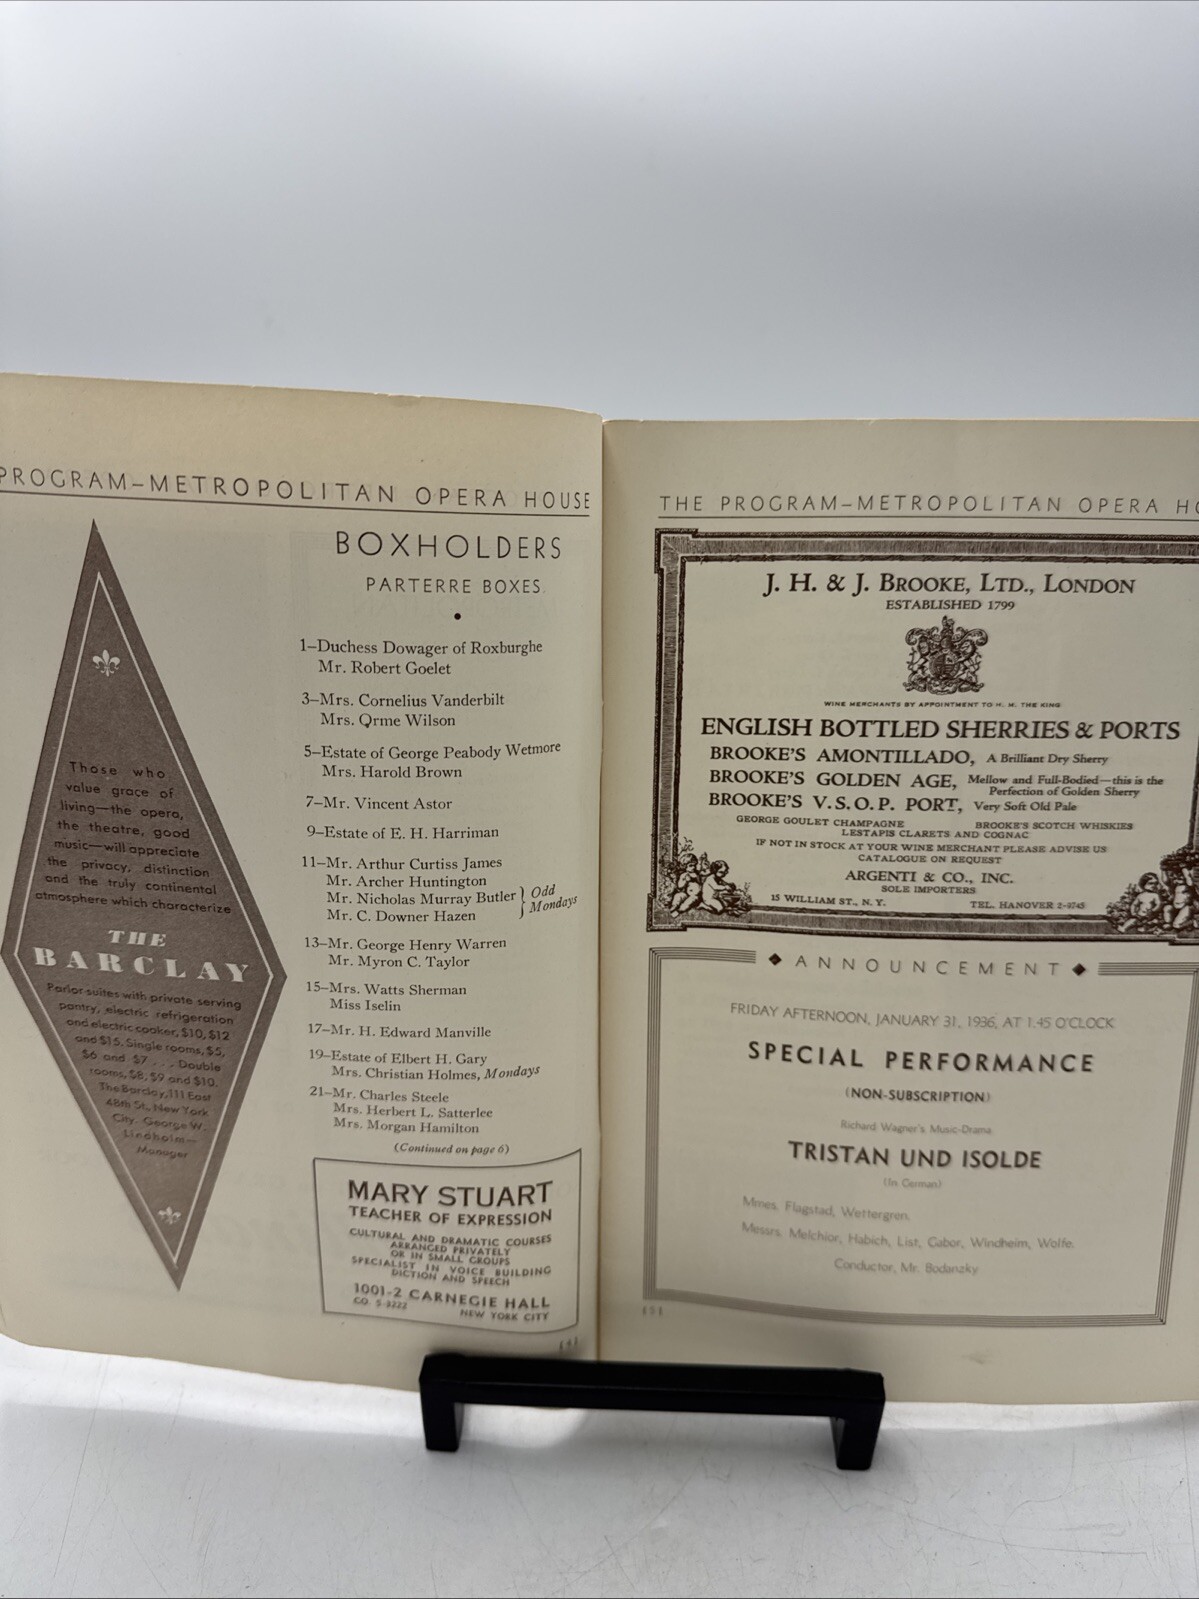 PROGRAM—METROPOLITAN OPERA HOUSE
Those who
value grace of
living—the opera,
the theatre, good
music—will appreciate
the privacy, distinction
and the truly continental
atmosphere which characterize
THE
BARCLAY
Parlor suites with private serving
pantry, electric refrigeration
and electric cooker, $10, $12
and $15. Single rooms, $5,
$6 and $7 . . . Double
rooms, $8, $9 and $10.
The Barclay, 111 East
48th St., New York
City. George W.
Lindholm—
Manager
BOXHOLDERS
PARTERRE BOXES
1—Duchess Dowager of Roxburghe
Mr. Robert Goelet
3—Mrs. Cornelius Vanderbilt
Mrs. Orme Wilson
5—Estate of George Peabody Wetmore
Mrs. Harold Brown
7—Mr. Vincent Astor
9—Estate of E. H. Harriman
11—Mr. Arthur Curtiss James
Mr. Archer Huntington
Mr. Nicholas Murray Butler } Odd
Mr. C. Downer Hazen } Mondays
13—Mr. George Henry Warren
Mr. Myron C. Taylor
15—Mrs. Watts Sherman
Miss Iselin
17—Mr. H. Edward Manville
19—Estate of Elbert H. Gary
Mrs. Christian Holmes, Mondays
21—Mr. Charles Steele
Mrs. Herbert L. Satterlee
Mrs. Morgan Hamilton
(Continued on page 6)
MARY STUART
TEACHER OF EXPRESSION
CULTURAL AND DRAMATIC COURSES
ARRANGED PRIVATELY
OR IN SMALL GROUPS
SPECIALIST IN VOICE BUILDING
DICTION AND SPEECH
1001-2 CARNEGIE HALL
CO. 5-3222 NEW YORK CITY
[4]
THE PROGRAM—METROPOLITAN OPERA HO
J. H. & J. BROOKE, LTD., LONDON
ESTABLISHED 1799
WINE MERCHANTS BY APPOINTMENT TO H. M. THE KING
ENGLISH BOTTLED SHERRIES & PORTS
BROOKE'S AMONTILLADO, A Brilliant Dry Sherry
BROOKE'S GOLDEN AGE, Mellow and Full-Bodied—this is the
Perfection of Golden Sherry
BROOKE'S V.S.O.P. PORT, Very Soft Old Pale
GEORGE GOULET CHAMPAGNE BROOKE'S SCOTCH WHISKIES
LESTAPIS CLARETS AND COGNAC
IF NOT IN STOCK AT YOUR WINE MERCHANT PLEASE ADVISE US
CATALOGUE ON REQUEST
ARGENTI & CO., INC.
SOLE IMPORTERS
15 WILLIAM ST., N. Y. TEL. HANOVER 2-9745
ANNOUNCEMENT
FRIDAY AFTERNOON, JANUARY 31, 1936, AT 1.45 O'CLOCK
SPECIAL PERFORMANCE
(NON-SUBSCRIPTION)
Richard Wagner's Music-Drama
TRISTAN UND ISOLDE
(In German)
Mmes. Flagstad, Wettergren.
Messrs. Melchior, Habich, List, Gabor, Windheim, Wolfe.
Conductor, Mr. Bodanzky
[5]